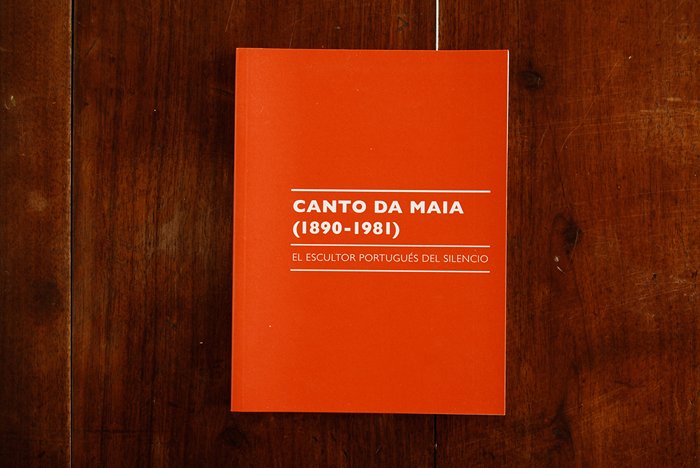 CANTO DA MAIA
(1890-1981)
EL ESCULTOR PORTUGUÉS DEL SILENCIO